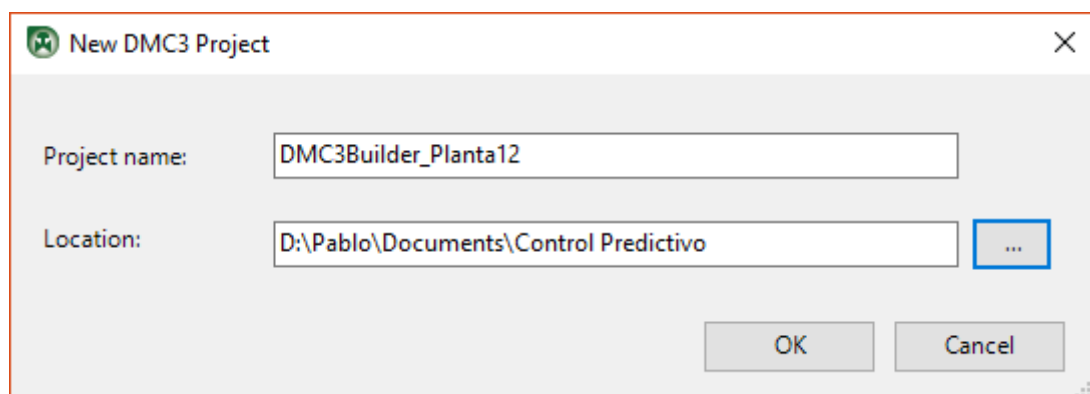 New DMC3 Project
Project name: DMC3Builder_Planta12
Location: D:\Pablo\Documents\Control Predictivo ...
OK Cancel